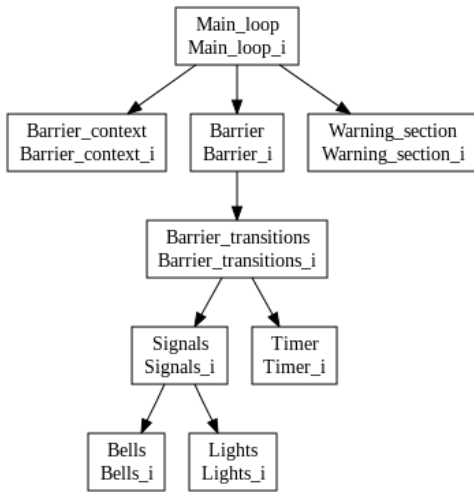 Main_loop
Main_loop_i
Barrier_context
Barrier_context_i
Barrier
Barrier_i
Warning_section
Warning_section_i
Barrier_transitions
Barrier_transitions_i
Signals
Signals_i
Timer
Timer_i
Bells
Bells_i
Lights
Lights_i